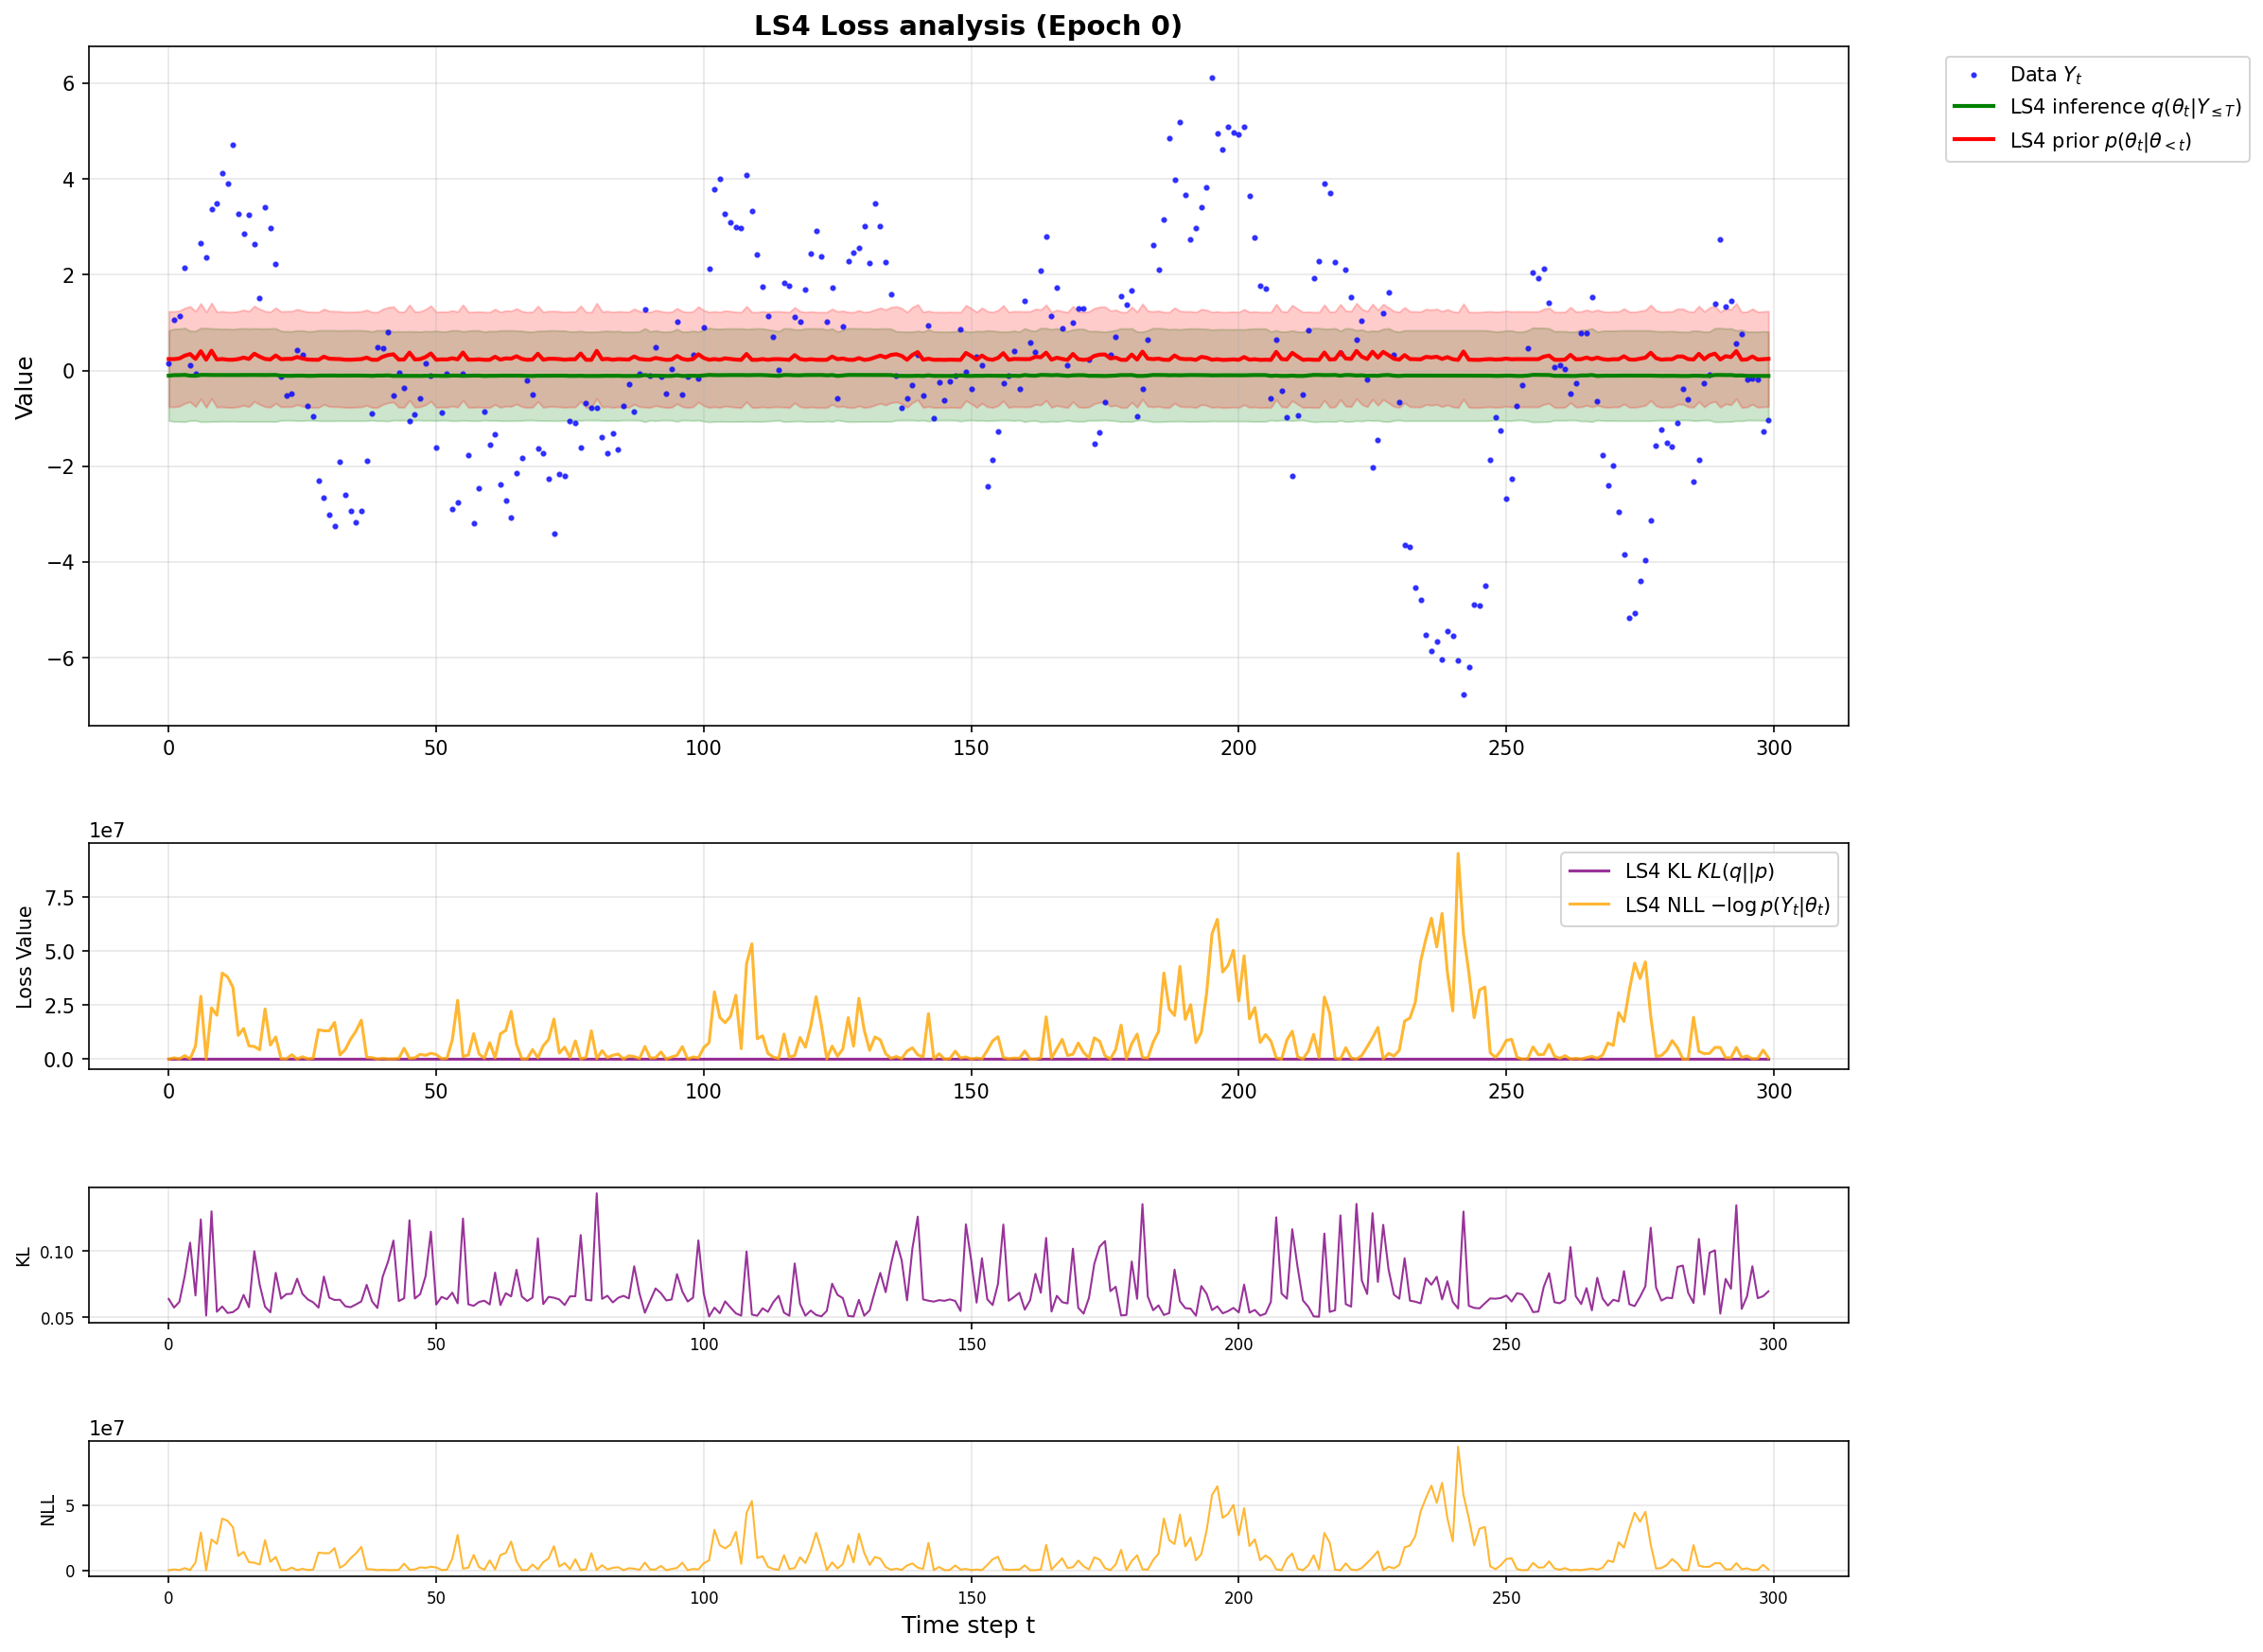 LS4 Loss analysis (Epoch 0)
Data $Y_t$
LS4 inference $q(\theta_t|Y_{\leq T})$
LS4 prior $p(\theta_t|\theta_{<t})$
Value
6
4
2
0
−2
−4
−6
0 50 100 150 200 250 300
1e7
LS4 KL $KL(q||p)$
LS4 NLL $-\log p(Y_t|\theta_t)$
Loss Value
7.5
5.0
2.5
0.0
0 50 100 150 200 250 300
KL
0.10
0.05
0 50 100 150 200 250 300
1e7
NLL
5
0
0 50 100 150 200 250 300
Time step t